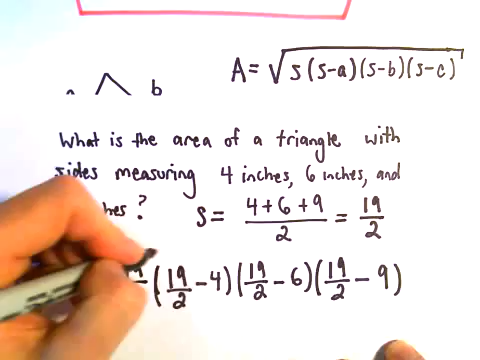 A = √s(s-a)(s-b)(s-c)
b
What is the area of a triangle with
sides measuring 4 inches, 6 inches, and
? S = (4+6+9)/2 = 19/2
(19/2 - 4)(19/2 - 6)(19/2 - 9)